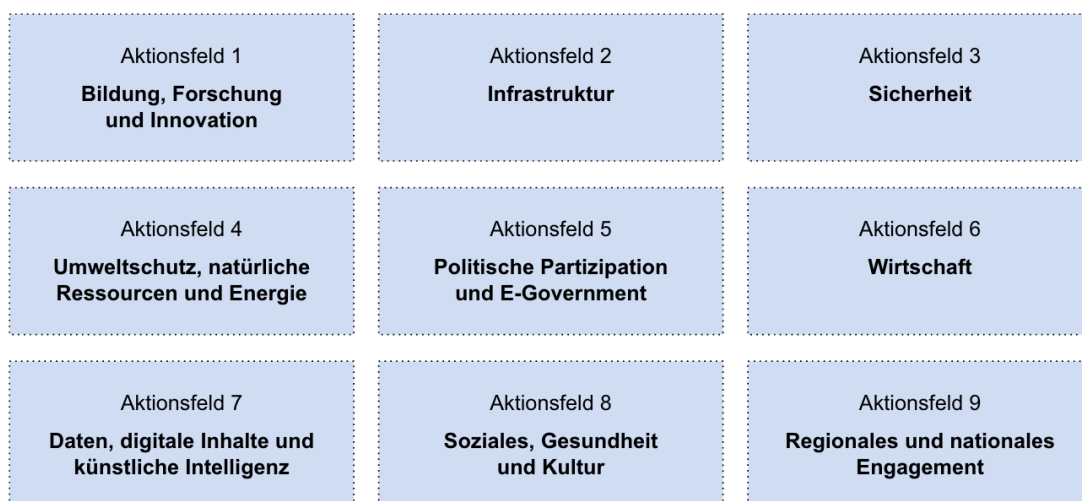 Aktionsfeld 1
Bildung, Forschung
und Innovation
Aktionsfeld 2
Infrastruktur
Aktionsfeld 3
Sicherheit
Aktionsfeld 4
Umweltschutz, natürliche
Ressourcen und Energie
Aktionsfeld 5
Politische Partizipation
und E-Government
Aktionsfeld 6
Wirtschaft
Aktionsfeld 7
Daten, digitale Inhalte und
künstliche Intelligenz
Aktionsfeld 8
Soziales, Gesundheit
und Kultur
Aktionsfeld 9
Regionales und nationales
Engagement